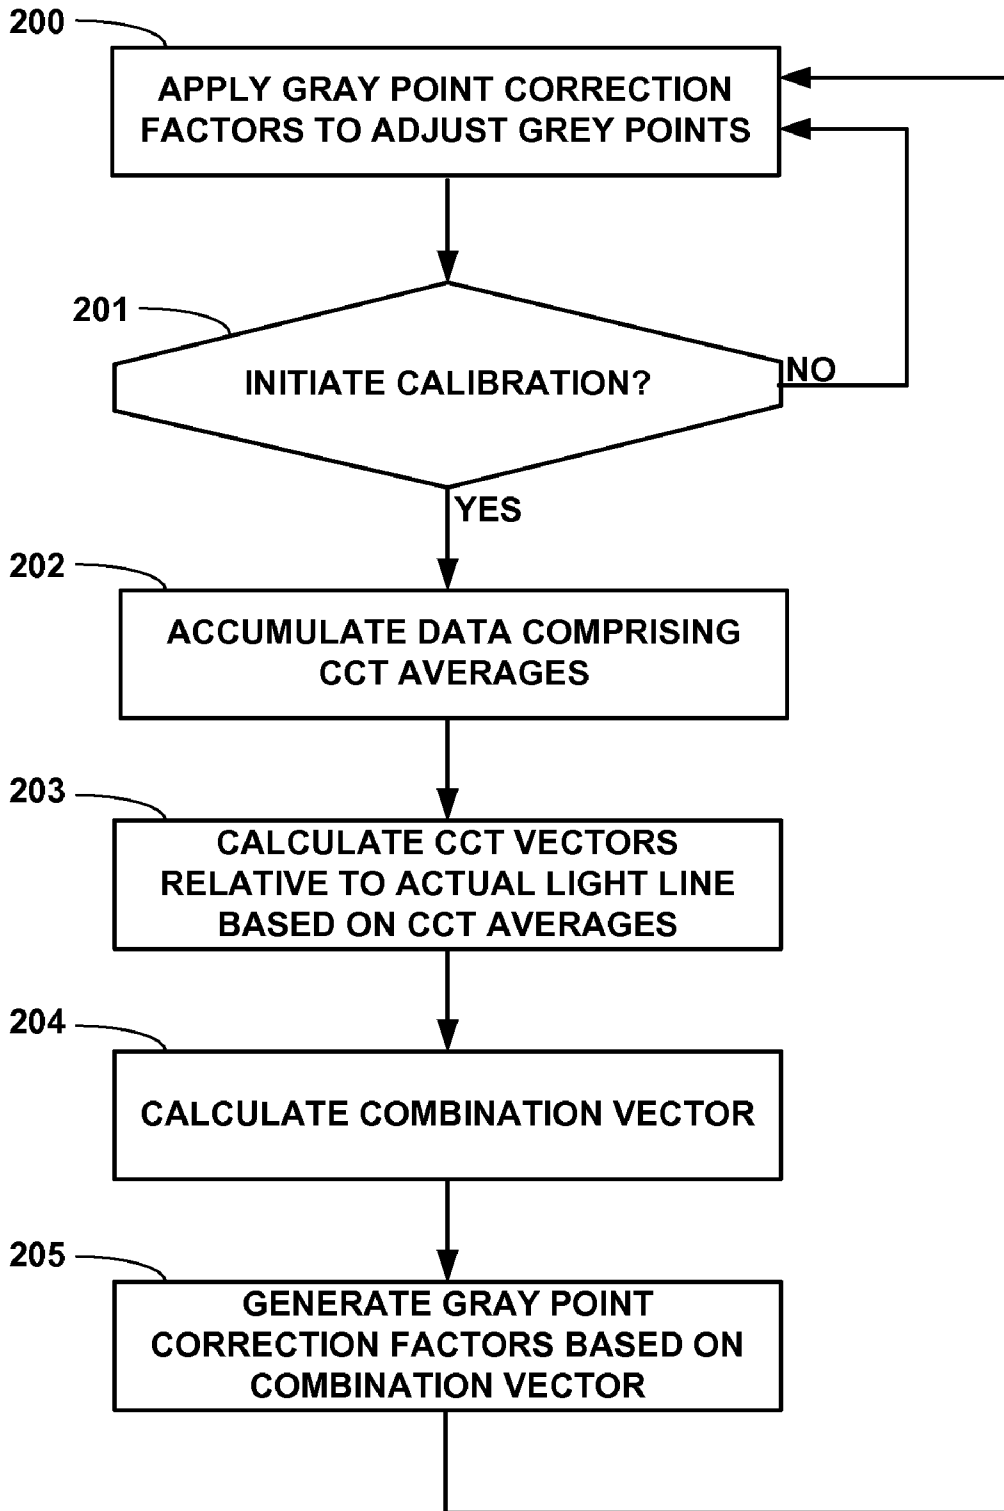 200
APPLY GRAY POINT CORRECTION
FACTORS TO ADJUST GREY POINTS
201
INITIATE CALIBRATION?
NO
YES
202
ACCUMULATE DATA COMPRISING
CCT AVERAGES
203
CALCULATE CCT VECTORS
RELATIVE TO ACTUAL LIGHT LINE
BASED ON CCT AVERAGES
204
CALCULATE COMBINATION VECTOR
205
GENERATE GRAY POINT
CORRECTION FACTORS BASED ON
COMBINATION VECTOR